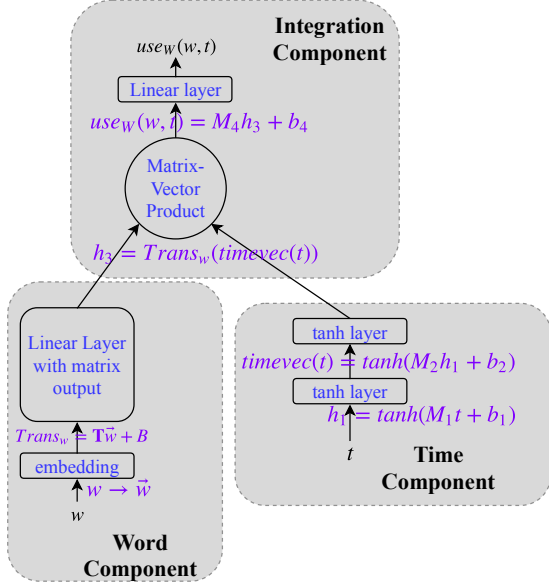 Integration
Component
use_W(w, t)
Linear layer
use_W(w, t) = M_4h_3 + b_4
Matrix-
Vector
Product
h_3 = Trans_w(timevec(t))
Linear Layer
with matrix
output
Trans_w = T\vec{w} + B
embedding
w → \vec{w}
w
Word
Component
tanh layer
timevec(t) = tanh(M_2h_1 + b_2)
tanh layer
h_1 = tanh(M_1t + b_1)
t
Time
Component